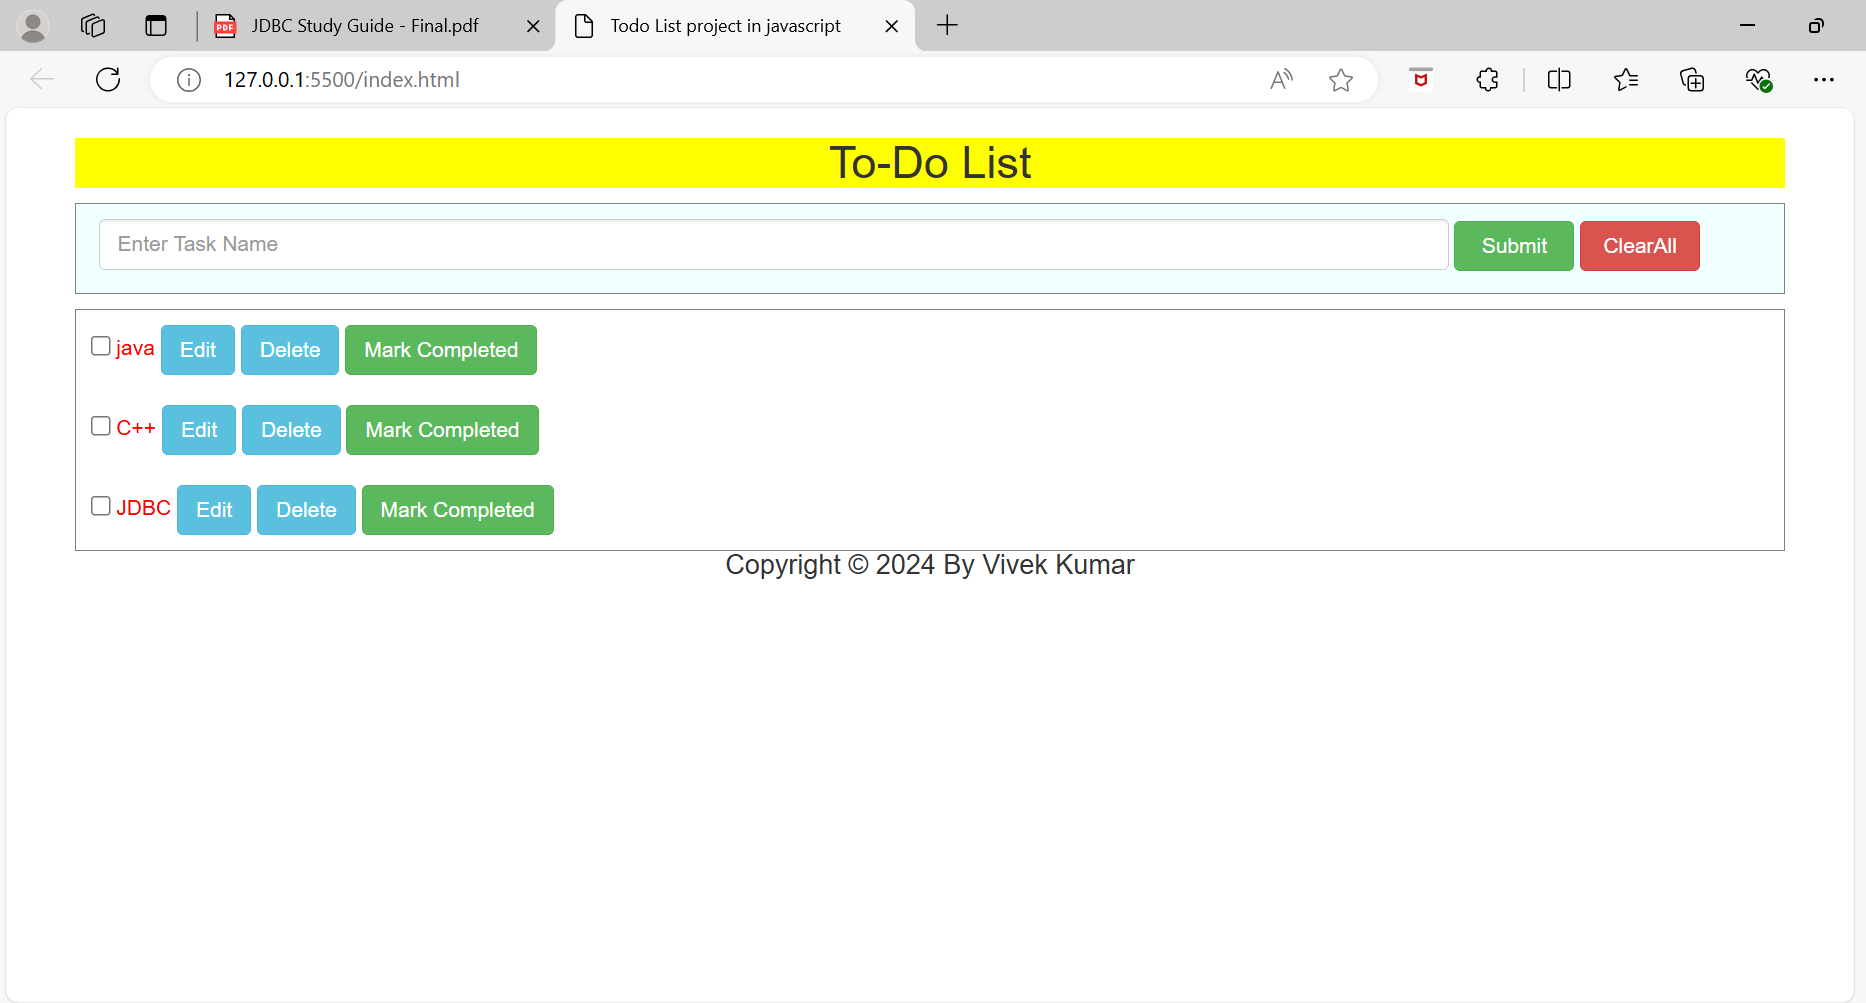 JDBC Study Guide - Final.pdf
Todo List project in javascript
127.0.0.1:5500/index.html
To-Do List
Enter Task Name Submit ClearAll
java Edit Delete Mark Completed
C++ Edit Delete Mark Completed
JDBC Edit Delete Mark Completed
Copyright © 2024 By Vivek Kumar